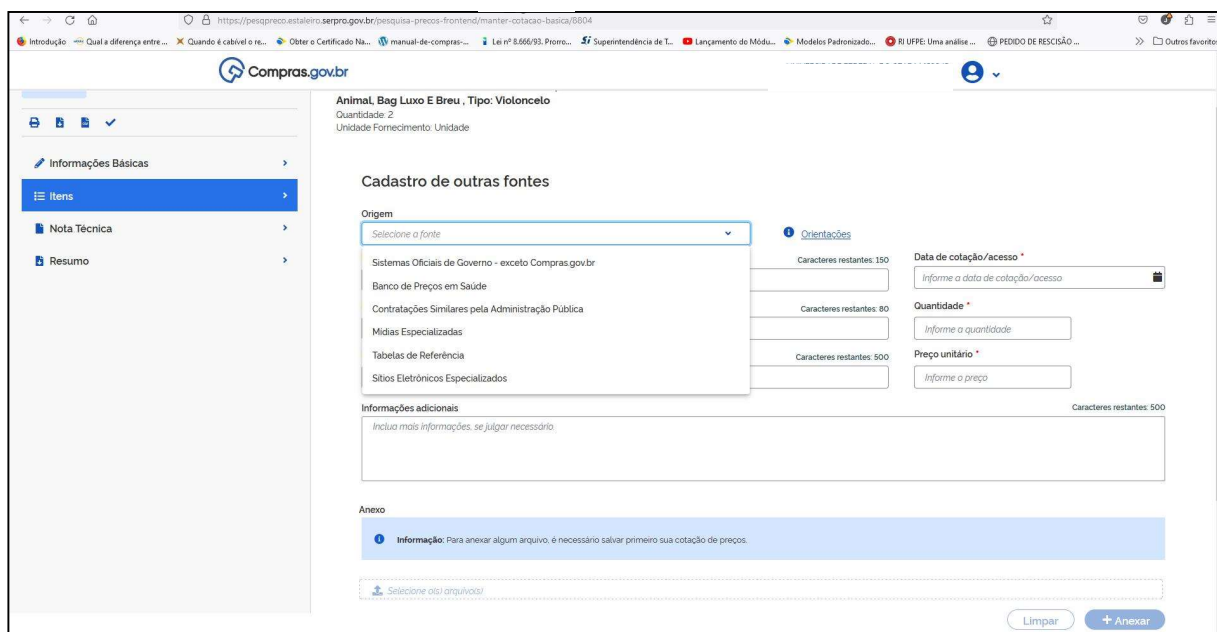 https://pesqpreco.estaleiro.serpro.gov.br/pesquisa-precos-frontend/manter-cotacao-basica/8804
Introdução Qual a diferença entre ... Quando é cabível o re... Obter o Certificado Na... manual-de-compras-... Lei nº 8.666/93. Prorro... Superintendência de T... Lançamento do Módu... Modelos Padronizado... RI UFPE: Uma análise ... PEDIDO DE RESCISÃO ... Outros favoritos
Compras.gov.br
Animal, Bag Luxo E Breu , Tipo: Violoncelo
Quantidade: 2
Unidade Fornecimento: Unidade
Informações Básicas
Itens
Nota Técnica
Resumo
Cadastro de outras fontes
Origem
Selecione a fonte
Orientações
Sistemas Oficiais de Governo - exceto Compras.gov.br
Banco de Preços em Saúde
Contratações Similares pela Administração Pública
Mídias Especializadas
Tabelas de Referência
Sítios Eletrônicos Especializados
Caracteres restantes: 150
Data de cotação/acesso *
Informe a data de cotação/acesso
Caracteres restantes: 80
Quantidade *
Informe a quantidade
Caracteres restantes: 500
Preço unitário *
Informe o preço
Informações adicionais
Caracteres restantes: 500
Inclua mais informações, se julgar necessário.
Anexo
Informação: Para anexar algum arquivo, é necessário salvar primeiro sua cotação de preços.
Selecione o(s) arquivo(s)
Limpar
+ Anexar